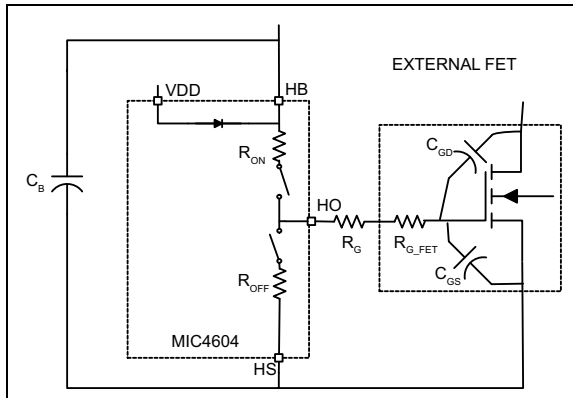 EXTERNAL FET
VDD
HB
C_GD
R_ON
C_B
HO
R_G
R_G_FET
C_GS
R_OFF
MIC4604
HS